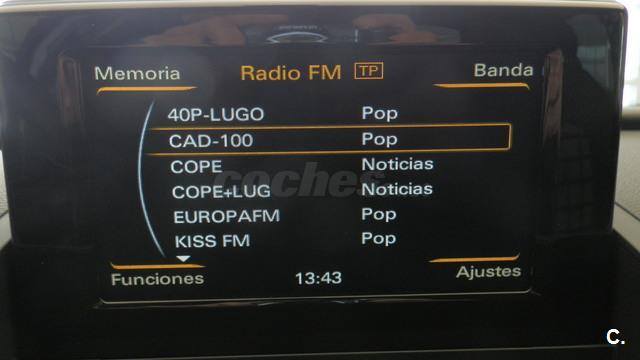 Memoria Radio FM TP Banda
40P-LUGO Pop
CAD-100 Pop
COPE Noticias
COPE+LUG Noticias
EUROPAFM Pop
KISS FM Pop
Funciones 13:43 Ajustes
coches
C.